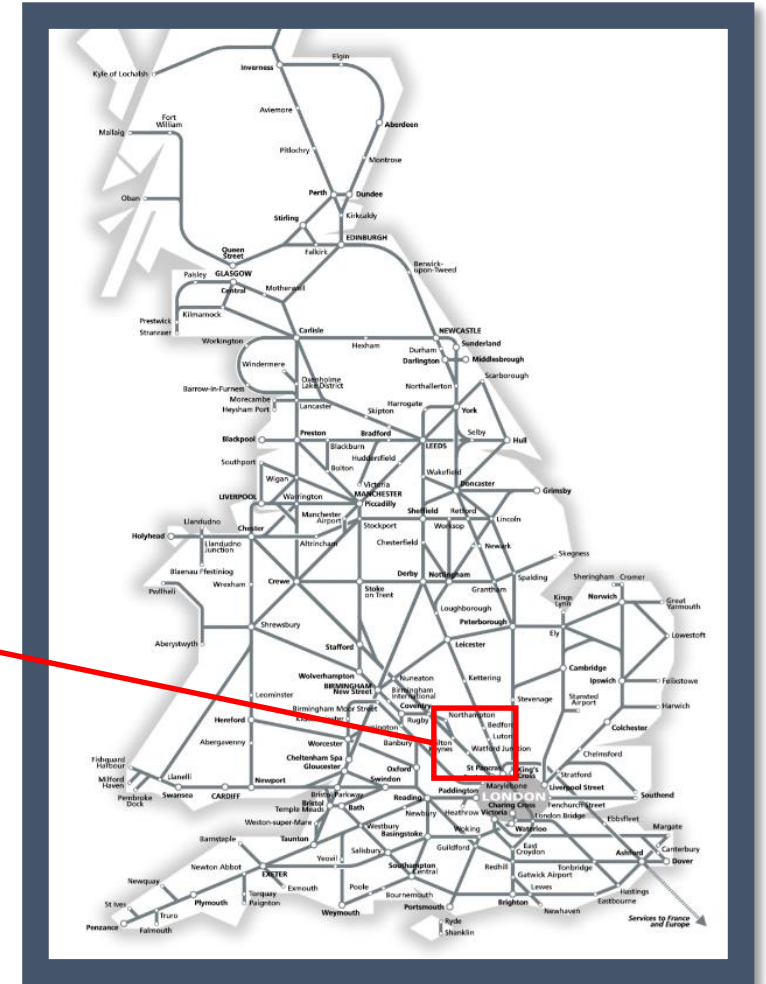 Elgin
Inverness
Kyle of Lochalsh
Aviemore
Fort
William
Mallaig
Aberdeen
Pitlochry
Montrose
Perth
Dundee
Oban
Stirling
Kirkcaldy
EDINBURGH
Queen
Street
Falkirk
Berwick-
upon-Tweed
Paisley
GLASGOW
Central
Motherwell
Kilmarnock
Prestwick
Stranraer
Carlisle
NEWCASTLE
Workington
Hexham
Sunderland
Durham
Darlington
Middlesbrough
Windermere
Scarborough
Oxenholme
Lake District
Barrow-in-Furness
Northallerton
Morecambe
Heysham Port
Lancaster
Harrogate
Skipton
York
Preston
Bradford
Selby
Blackpool
Blackburn
LEEDS
Hull
Huddersfield
Southport
Bolton
Wakefield
Wigan
Victoria
Doncaster
MANCHESTER
Piccadilly
Grimsby
LIVERPOOL
Warrington
Manchester
Airport
Sheffield
Retford
Stockport
Worksop
Lincoln
Llandudno
Chester
Holyhead
Llandudno
Junction
Altrincham
Chesterfield
Newark
Skegness
Blaenau Ffestiniog
Derby
Nottingham
Pwllheli
Wrexham
Crewe
Stoke
on Trent
Grantham
Spalding
Sheringham
Cromer
Kings
Lynn
Norwich
Great
Yarmouth
Loughborough
Peterborough
Shrewsbury
Ely
Lowestoft
Aberystwyth
Stafford
Leicester
Wolverhampton
Nuneaton
Kettering
Cambridge
BIRMINGHAM
New Street
Birmingham
International
Ipswich
Felixstowe
Leominster
Coventry
Stevenage
Stansted
Airport
Harwich
Birmingham Moor Street
Rugby
Northampton
Hereford
Bedford
Colchester
Worcester
Banbury
Luton
Abergavenny
Watford Junction
Chelmsford
Cheltenham Spa
Gloucester
Oxford
St Pancras
King's
Cross
Stratford
Fishguard
Harbour
Llanelli
Newport
Swindon
Marylebone
Liverpool Street
Milford
Haven
Pembroke
Dock
Swansea
CARDIFF
Bristol Parkway
Reading
Paddington
LONDON
Southend
Bristol
Temple Meads
Bath
Charing Cross
Fenchurch Street
Newbury
Heathrow
Victoria
London Bridge
Ebbsfleet
Weston-super-Mare
Westbury
Basingstoke
Woking
Waterloo
Margate
Barnstaple
Taunton
Salisbury
Guildford
East
Croydon
Canterbury
Ashford
Dover
Newton Abbot
Yeovil
Southampton
Central
Redhill
Tonbridge
Gatwick Airport
EXETER
Newquay
Exmouth
Poole
Lewes
Hastings
Torquay
Paignton
Bournemouth
Eastbourne
St Ives
Plymouth
Weymouth
Portsmouth
Brighton
Newhaven
Truro
Penzance
Falmouth
Ryde
Shanklin
Services to France
and Europe